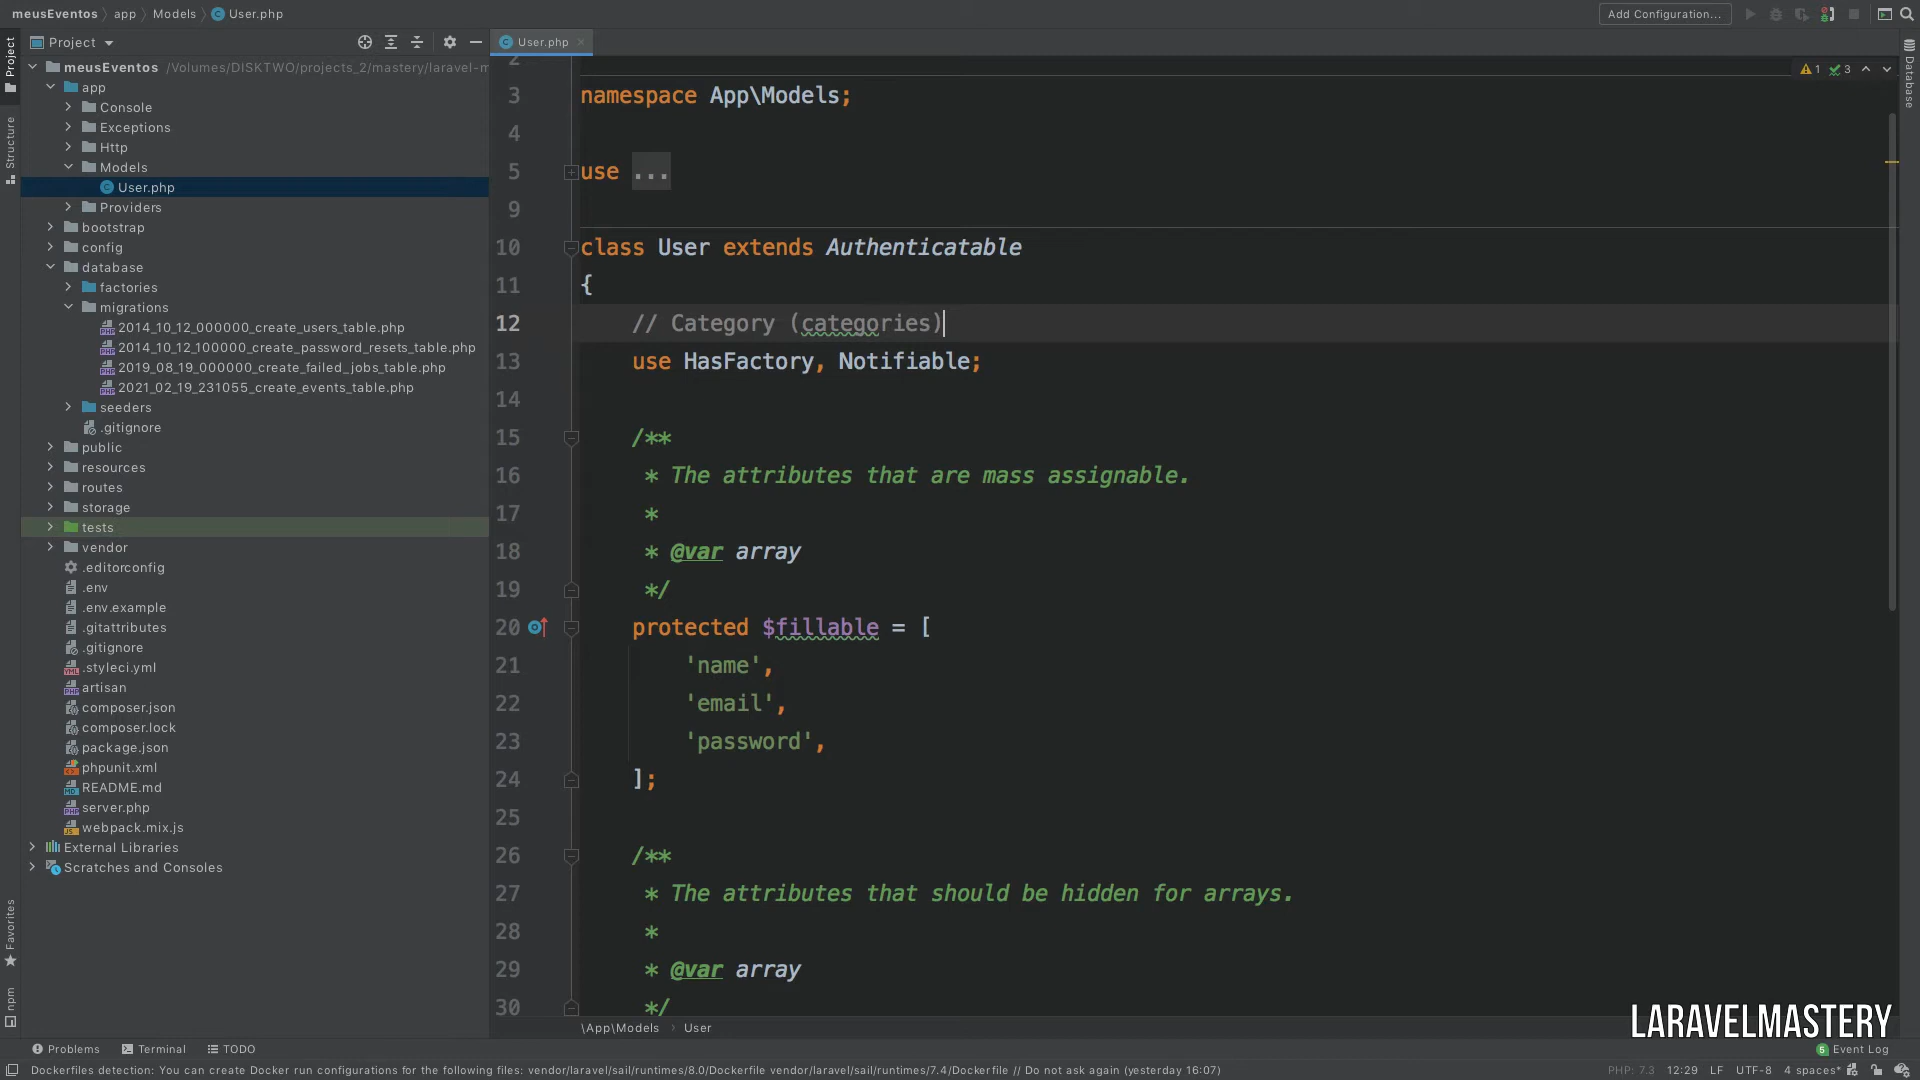 meusEventos app Models User.php
Add Configuration...
Project
User.php
meusEventos /Volumes/DISKTWO/projects_2/mastery/laravel-m
app
Console
Exceptions
Http
Models
User.php
Providers
bootstrap
config
database
factories
migrations
2014_10_12_000000_create_users_table.php
2014_10_12_100000_create_password_resets_table.php
2019_08_19_000000_create_failed_jobs_table.php
2021_02_19_231055_create_events_table.php
seeders
.gitignore
public
resources
routes
storage
tests
vendor
.editorconfig
.env
.env.example
.gitattributes
.gitignore
.styleci.yml
artisan
composer.json
composer.lock
package.json
phpunit.xml
README.md
server.php
webpack.mix.js
External Libraries
Scratches and Consoles
Project
Structure
Favorites
npm
1 3
2
3 namespace App\Models;
4
5 use ...
9
10 class User extends Authenticatable
11 {
12 // Category (categories)
13 use HasFactory, Notifiable;
14
15 /**
16 * The attributes that are mass assignable.
17 *
18 * @var array
19 */
20 protected $fillable = [
21 'name',
22 'email',
23 'password',
24 ];
25
26 /**
27 * The attributes that should be hidden for arrays.
28 *
29 * @var array
30 */
Database
\App\Models User
LARAVELMASTERY
Problems Terminal TODO
5 Event Log
Dockerfiles detection: You can create Docker run configurations for the following files: vendor/laravel/sail/runtimes/8.0/Dockerfile vendor/laravel/sail/runtimes/7.4/Dockerfile // Do not ask again (yesterday 16:07)
PHP: 7.3 12:29 LF UTF-8 4 spaces*